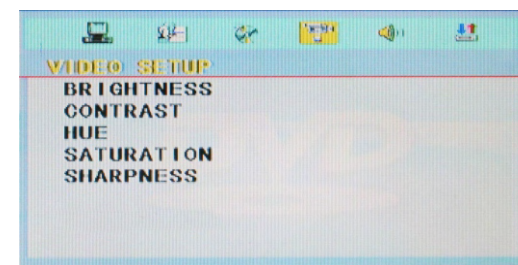 VIDEO SETUP
BRIGHTNESS
CONTRAST
HUE
SATURATION
SHARPNESS